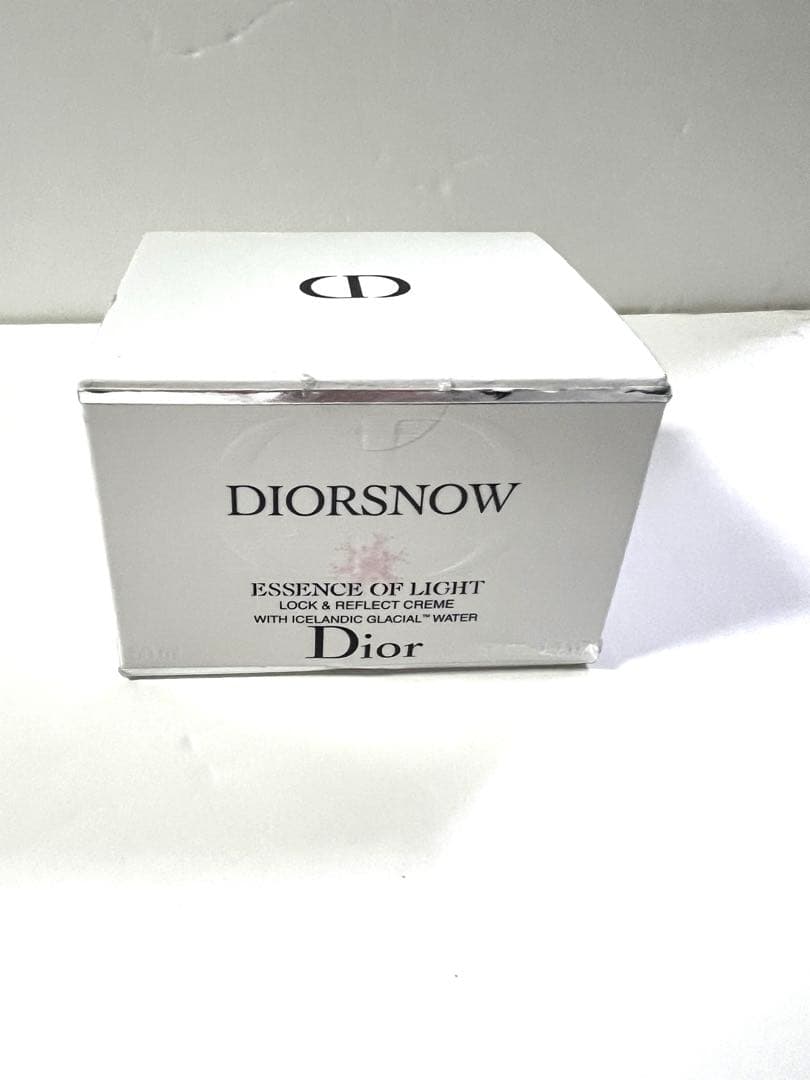 CD
DIORSNOW
ESSENCE OF LIGHT
LOCK & REFLECT CREME
WITH ICELANDIC GLACIAL™ WATER
Dior